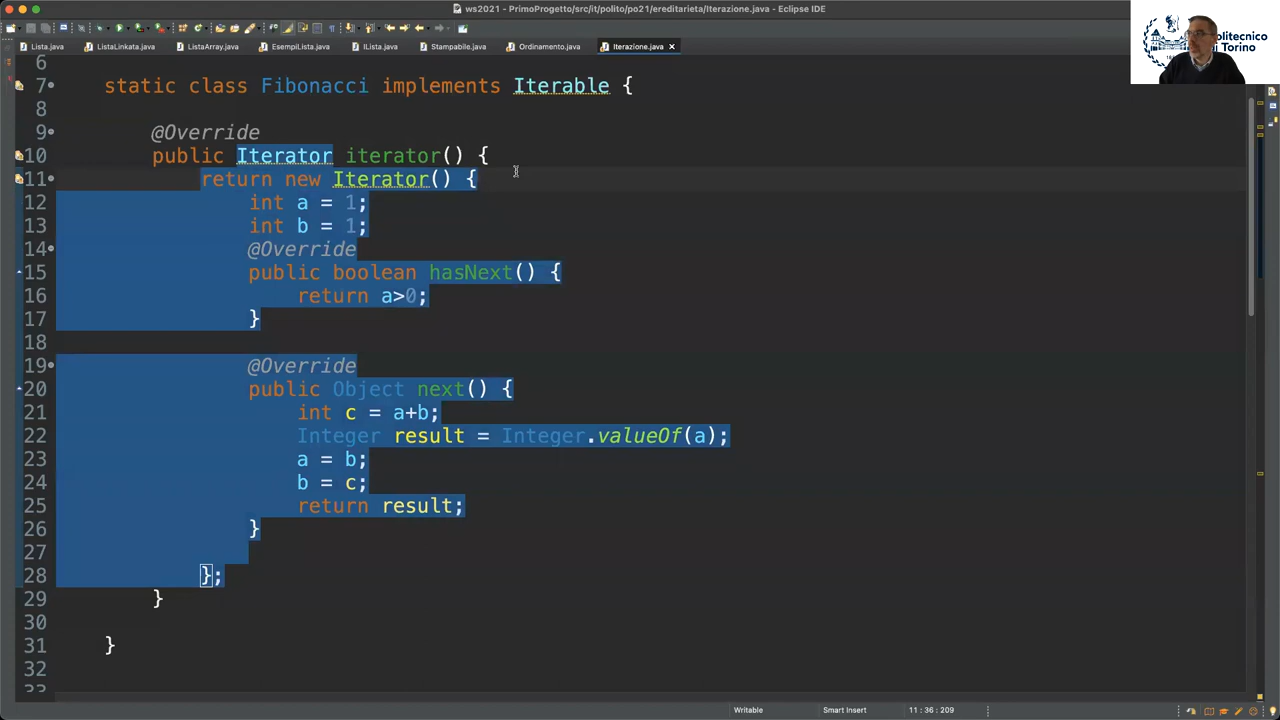 ws2021 - PrimoProgetto/src/it/polito/po21/ereditarieta/Iterazione.java - Eclipse IDE
Lista.java ListaLinkata.java ListaArray.java EsempiLista.java IList.java Stampabile.java Ordinamento.java Iterazione.java
Politecnico
di Torino
6
7 static class Fibonacci implements Iterable {
8
9 @Override
10 public Iterator iterator() {
11 return new Iterator() {
12 int a = 1;
13 int b = 1;
14 @Override
15 public boolean hasNext() {
16 return a>0;
17 }
18
19 @Override
20 public Object next() {
21 int c = a+b;
22 Integer result = Integer.valueOf(a);
23 a = b;
24 b = c;
25 return result;
26 }
27
28 };
29 }
30
31 }
32
33
Writable Smart Insert 11 : 36 : 209